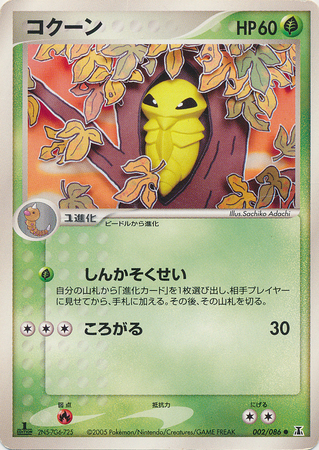 コクーン HP60
Illus.Sachiko Adachi
1進化
ビードルから進化
しんかそくせい
自分の山札から「進化カード」を1枚選び出し、相手プレイヤー
に見せてから、手札に加える。その後、その山札を切る。
ころがる 30
弱点 抵抗力 にげる
1 EDITION 2N5-7G6-725 ©2005 Pokémon/Nintendo/Creatures/GAME FREAK 002/086 ●